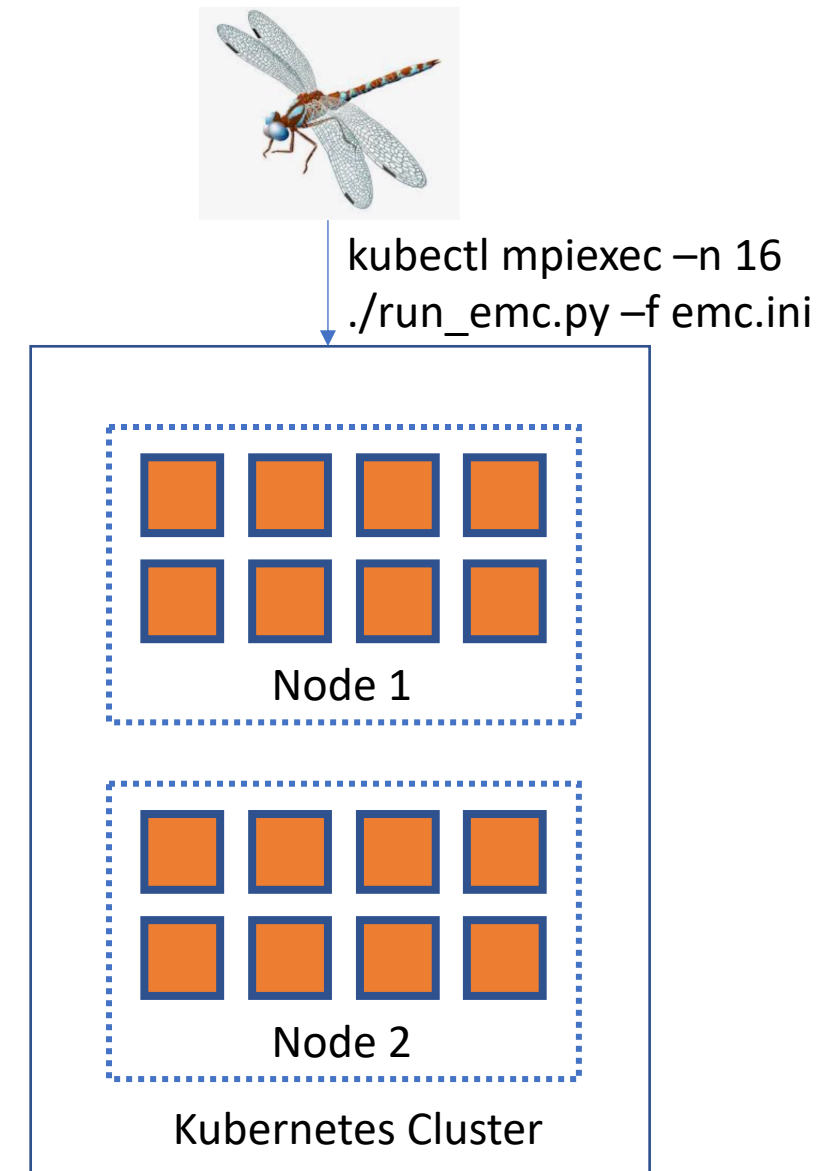 kubectl mpiexec –n 16
./run_emc.py –f emc.ini
Node 1
Node 2
Kubernetes Cluster